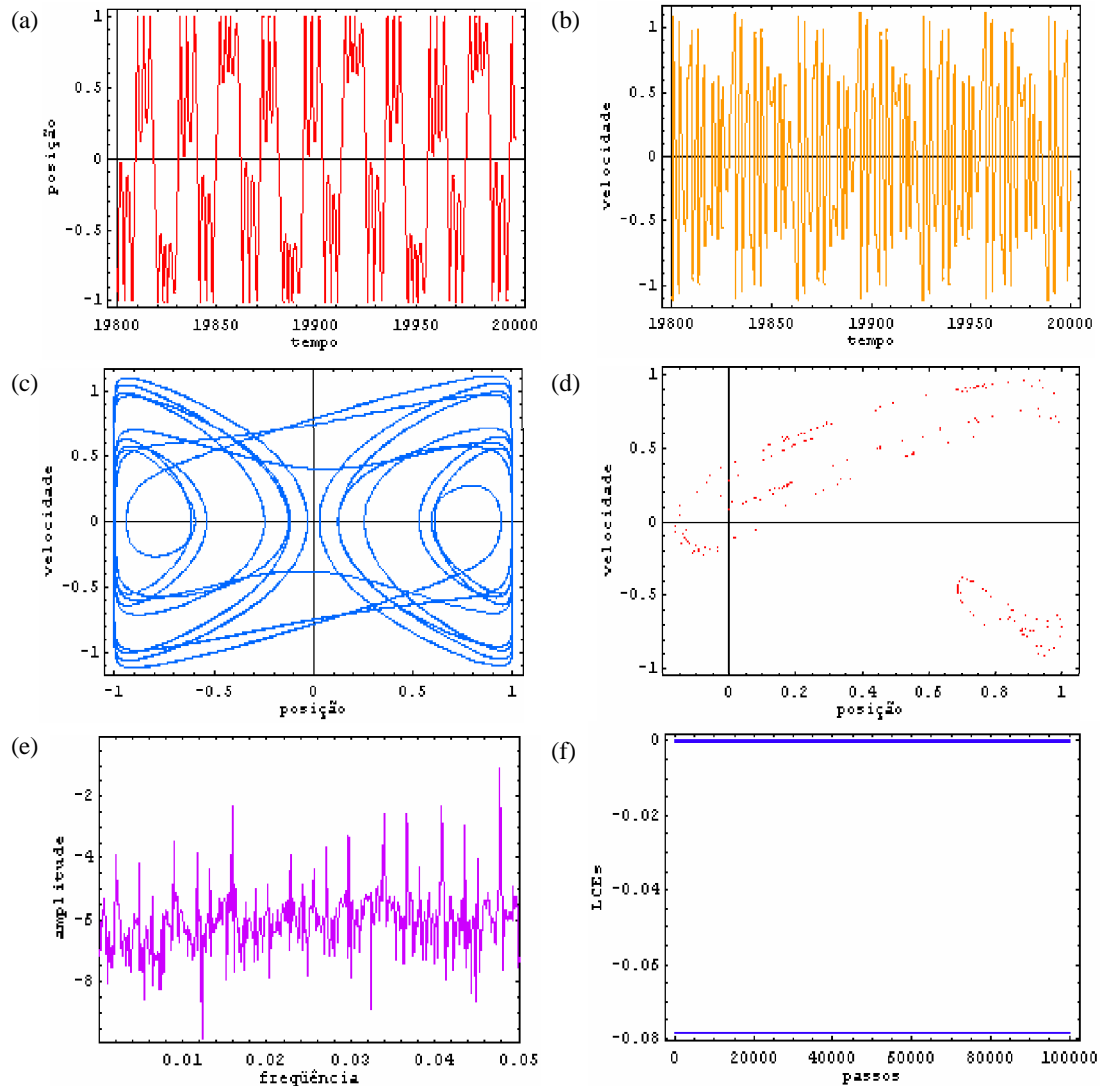 (a)
1
0.5
0
-0.5
-1
posição
19800 19850 19900 19950 20000
tempo
(b)
1
0.5
0
-0.5
-1
velocidade
19800 19850 19900 19950 20000
tempo
(c)
1
0.5
0
-0.5
-1
velocidade
-1 -0.5 0 0.5 1
posição
(d)
1
0.5
0
-0.5
-1
velocidade
0 0.2 0.4 0.6 0.8 1
posição
(e)
-2
-4
-6
-8
amplitude
0.01 0.02 0.03 0.04 0.05
freqüência
(f)
0
-0.02
-0.04
-0.06
-0.08
LCEs
0 20000 40000 60000 80000 100000
passos